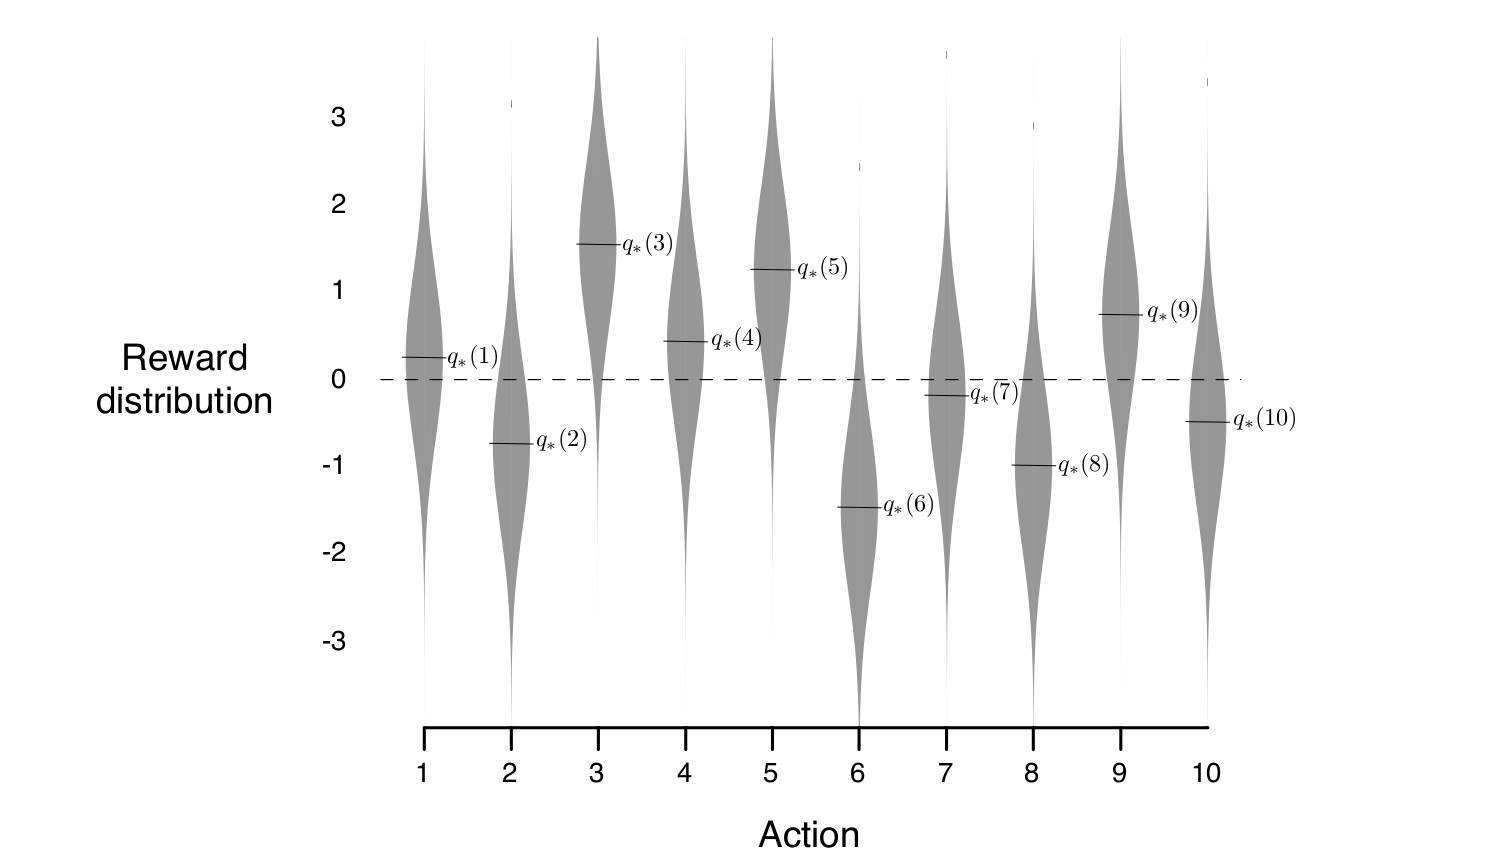 3
2
1
0
-1
-2
-3
Reward
distribution
q*(1)
q*(2)
q*(3)
q*(4)
q*(5)
q*(6)
q*(7)
q*(8)
q*(9)
q*(10)
1 2 3 4 5 6 7 8 9 10
Action